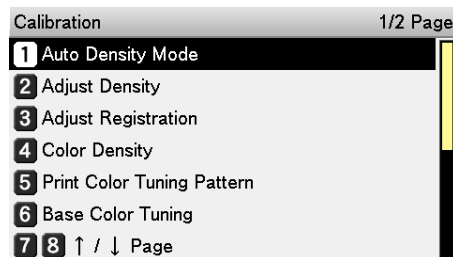 Calibration 1/2 Page
1 Auto Density Mode
2 Adjust Density
3 Adjust Registration
4 Color Density
5 Print Color Tuning Pattern
6 Base Color Tuning
7 8 ↑ / ↓ Page